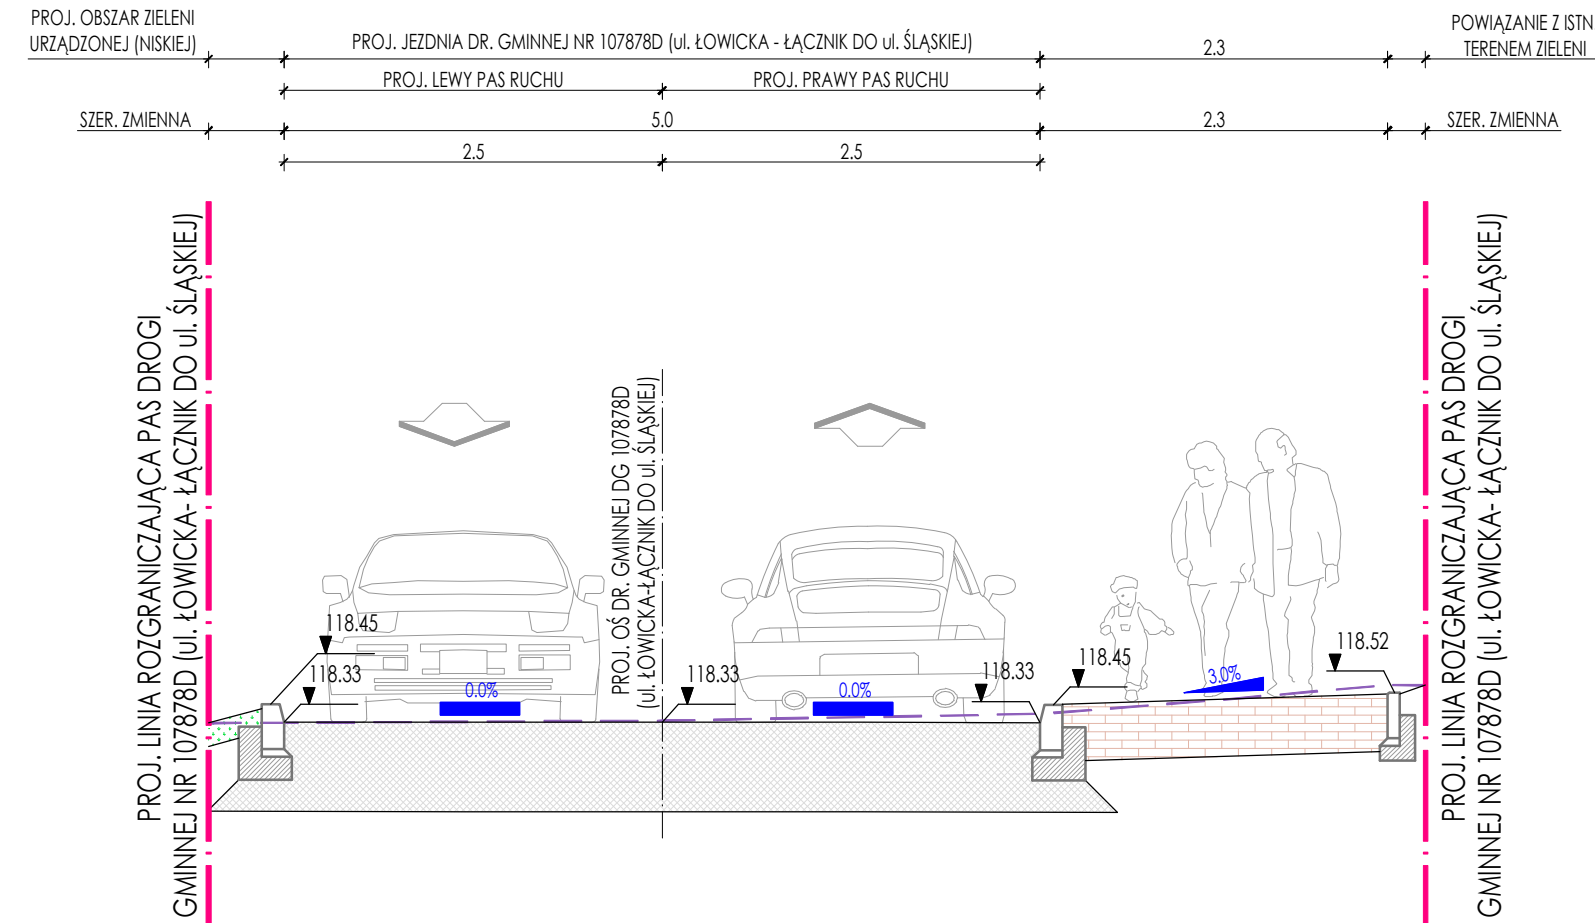 PROJ. OBSZAR ZIELENI
URZĄDZONEJ (NISKIEJ)
PROJ. JEZDNIA DR. GMINNEJ NR 107878D (ul. ŁOWICKA - ŁĄCZNIK DO ul. ŚLĄSKIEJ)
2.3
POWIĄZANIE Z ISTN
TERENEM ZIELENI
PROJ. LEWY PAS RUCHU
PROJ. PRAWY PAS RUCHU
SZER. ZMIENNA
5.0
2.3
SZER. ZMIENNA
2.5
2.5
PROJ. LINIA ROZGRANICZAJĄCA PAS DROGI
GMINNEJ NR 107878D (ul. ŁOWICKA- ŁĄCZNIK DO ul. ŚLĄSKIEJ)
PROJ. OŚ DR. GMINNEJ DG 107878D
(ul. ŁOWICKA-ŁĄCZNIK DO ul. ŚLĄSKIEJ)
PROJ. LINIA ROZGRANICZAJĄCA PAS DROGI
GMINNEJ NR 107878D (ul. ŁOWICKA- ŁĄCZNIK DO ul. ŚLĄSKIEJ)
118.45
118.33
0.0%
118.33
0.0%
118.33
118.45
3.0%
118.52